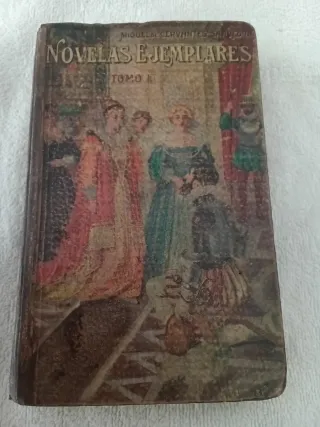 MIGUEL DE CERVANTES SAAVEDRA
NOVELAS EJEMPLARES
TOMO